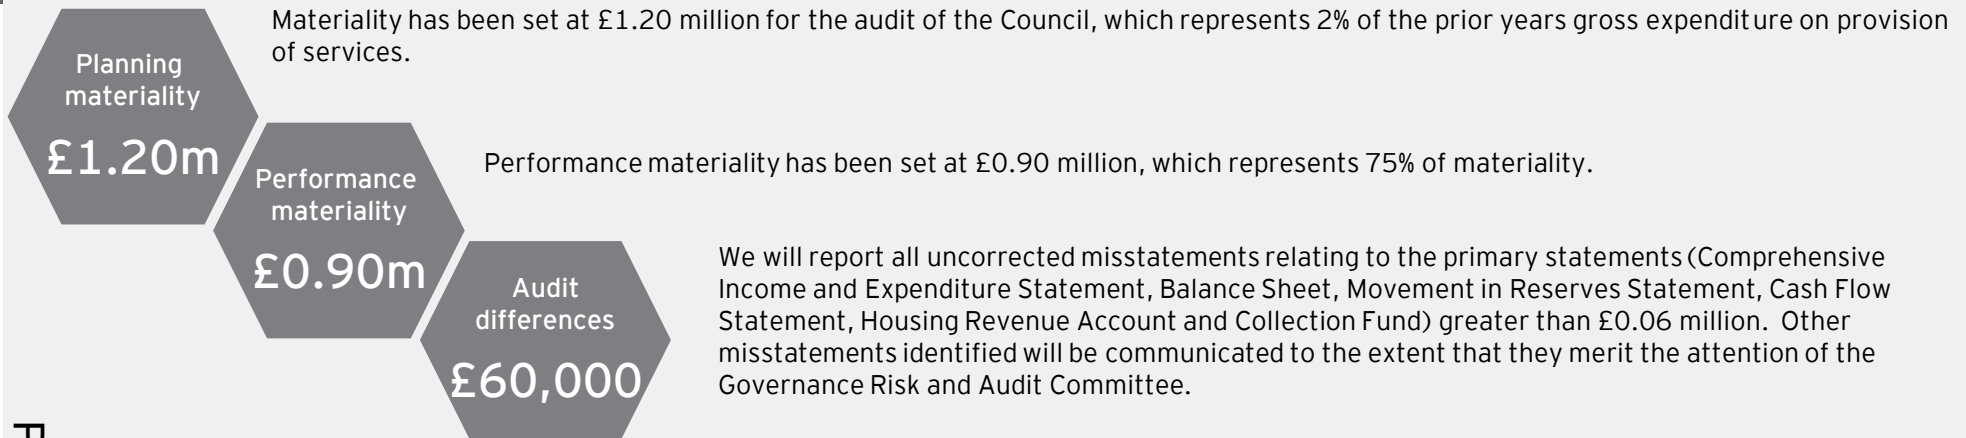 Planning
materiality
£1.20m
Materiality has been set at £1.20 million for the audit of the Council, which represents 2% of the prior years gross expenditure on provision
of services.
Performance
materiality
£0.90m
Performance materiality has been set at £0.90 million, which represents 75% of materiality.
Audit
differences
£60,000
We will report all uncorrected misstatements relating to the primary statements (Comprehensive
Income and Expenditure Statement, Balance Sheet, Movement in Reserves Statement, Cash Flow
Statement, Housing Revenue Account and Collection Fund) greater than £0.06 million.  Other
misstatements identified will be communicated to the extent that they merit the attention of the
Governance Risk and Audit Committee.